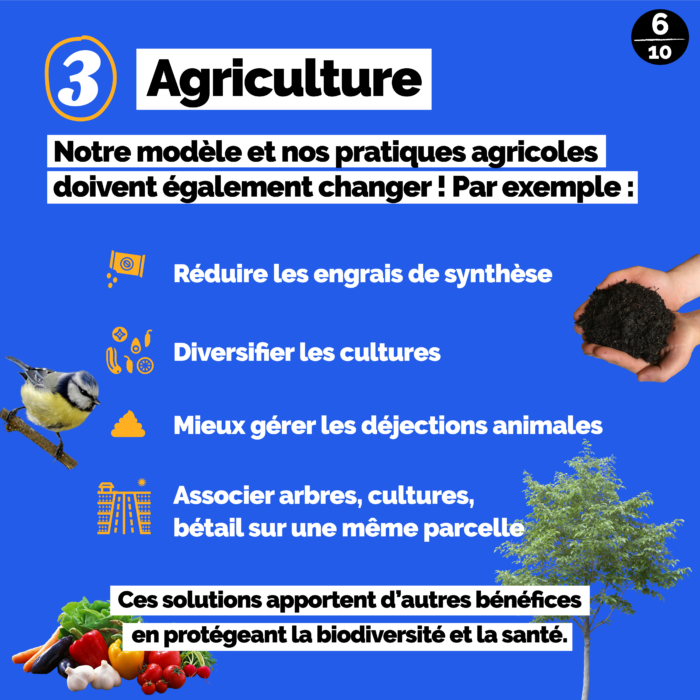 6
10
3 Agriculture
Notre modèle et nos pratiques agricoles
doivent également changer ! Par exemple :
Réduire les engrais de synthèse
Diversifier les cultures
Mieux gérer les déjections animales
Associer arbres, cultures,
bétail sur une même parcelle
Ces solutions apportent d'autres bénéfices
en protégeant la biodiversité et la santé.